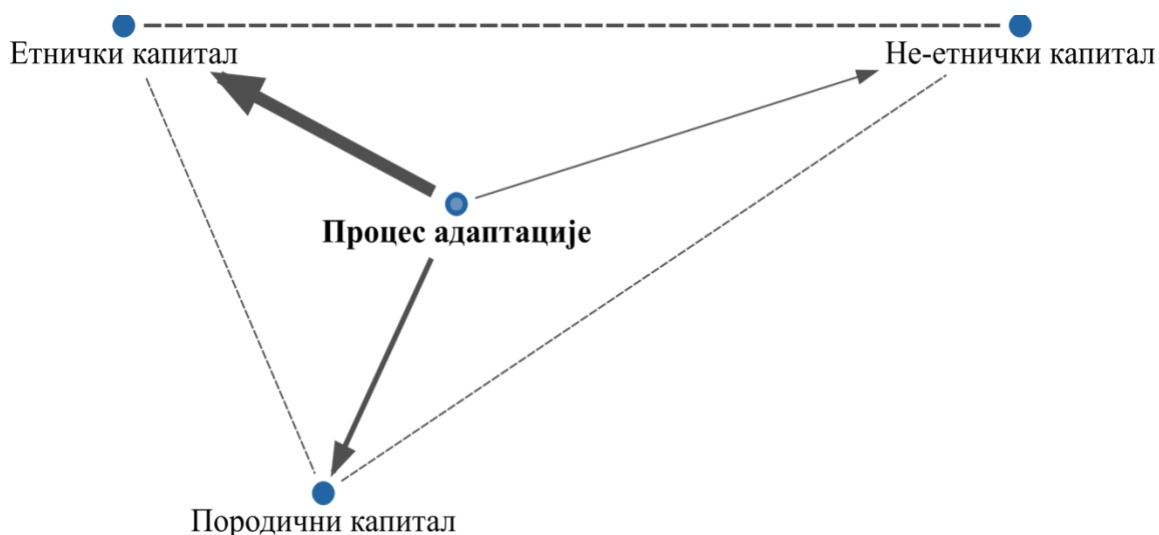 Етнички капитал
Не-етнички капитал
Процес адаптације
Породични капитал